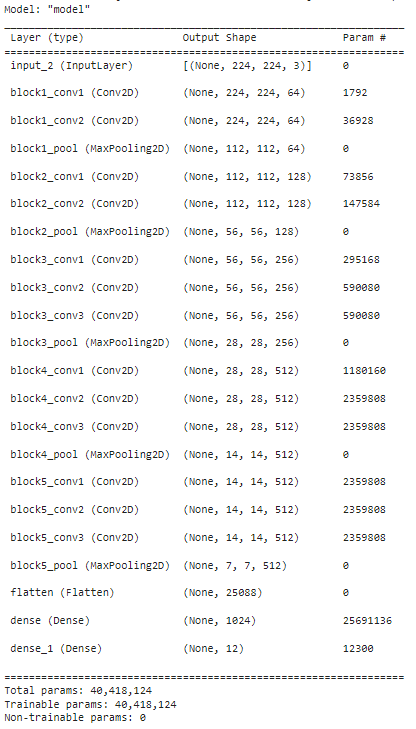 Model: "model"
Layer (type) Output Shape Param #
input_2 (InputLayer) [(None, 224, 224, 3)] 0
block1_conv1 (Conv2D) (None, 224, 224, 64) 1792
block1_conv2 (Conv2D) (None, 224, 224, 64) 36928
block1_pool (MaxPooling2D) (None, 112, 112, 64) 0
block2_conv1 (Conv2D) (None, 112, 112, 128) 73856
block2_conv2 (Conv2D) (None, 112, 112, 128) 147584
block2_pool (MaxPooling2D) (None, 56, 56, 128) 0
block3_conv1 (Conv2D) (None, 56, 56, 256) 295168
block3_conv2 (Conv2D) (None, 56, 56, 256) 590080
block3_conv3 (Conv2D) (None, 56, 56, 256) 590080
block3_pool (MaxPooling2D) (None, 28, 28, 256) 0
block4_conv1 (Conv2D) (None, 28, 28, 512) 1180160
block4_conv2 (Conv2D) (None, 28, 28, 512) 2359808
block4_conv3 (Conv2D) (None, 28, 28, 512) 2359808
block4_pool (MaxPooling2D) (None, 14, 14, 512) 0
block5_conv1 (Conv2D) (None, 14, 14, 512) 2359808
block5_conv2 (Conv2D) (None, 14, 14, 512) 2359808
block5_conv3 (Conv2D) (None, 14, 14, 512) 2359808
block5_pool (MaxPooling2D) (None, 7, 7, 512) 0
flatten (Flatten) (None, 25088) 0
dense (Dense) (None, 1024) 25691136
dense_1 (Dense) (None, 12) 12300
Total params: 40,418,124
Trainable params: 40,418,124
Non-trainable params: 0